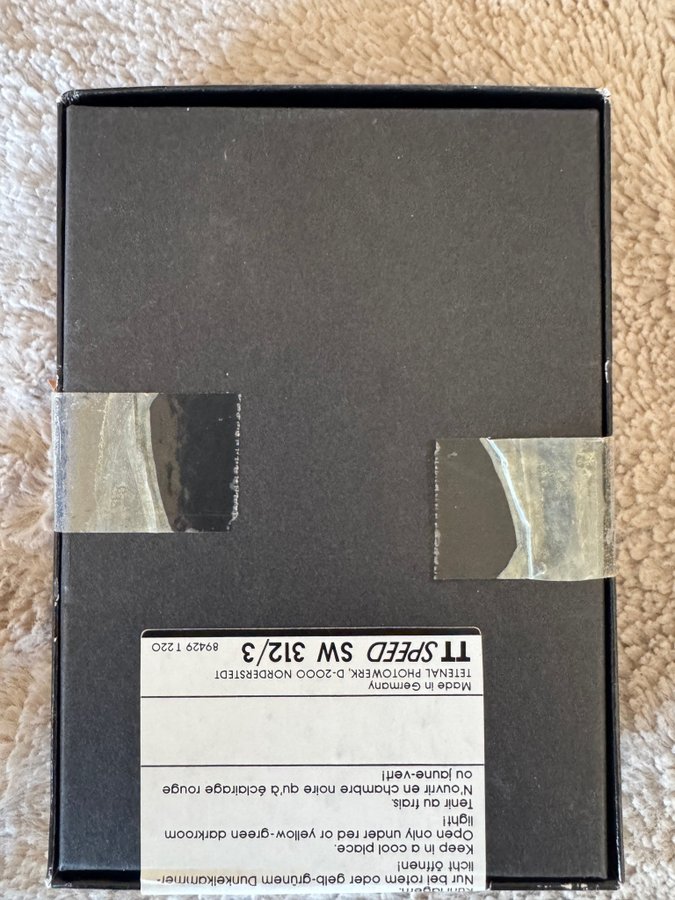 Nur bei rotem oder gelb-grünem Dunkelkammer-
licht öffnen!
Keep in a cool place.
Open only under red or yellow-green darkroom
light!
Tenir au frais.
N'ouvrir en chambre noire qu'à éclairage rouge
ou jaune-vert!
Made in Germany
TETENAL PHOTOWERK, D-2000 NORDERSTEDT
TT SPEED SW 312/3 89429 T220